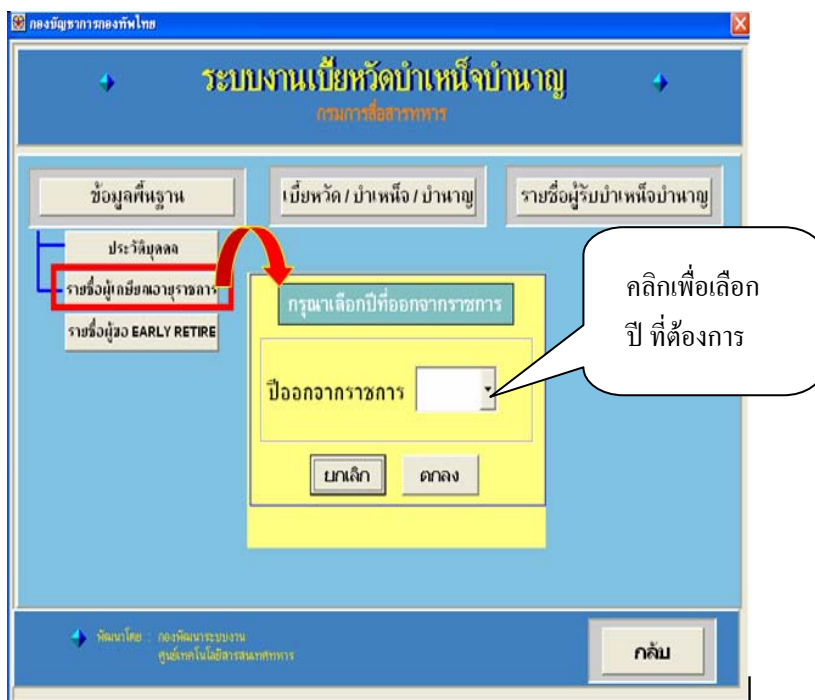 กองบัญชาการกองทัพไทย
ระบบงานเบี้ยหวัดบำเหน็จบำนาญ
กรมการสื่อสารทหาร
ข้อมูลพื้นฐาน
เบี้ยหวัด / บำเหน็จ / บำนาญ
รายชื่อผู้รับบำเหน็จบำนาญ
ประวัติบุคคล
รายชื่อผู้เกษียณอายุราชการ
รายชื่อผู้ขอ EARLY RETIRE
กรุณาเลือกปีที่ออกจากราชการ
ปีออกจากราชการ
ยกเลิก
ตกลง
คลิกเพื่อเลือก
ปี ที่ต้องการ
พัฒนาโดย : กองพัฒนาระบบงาน
ศูนย์เทคโนโลยีสารสนเทศทหาร
กลับ